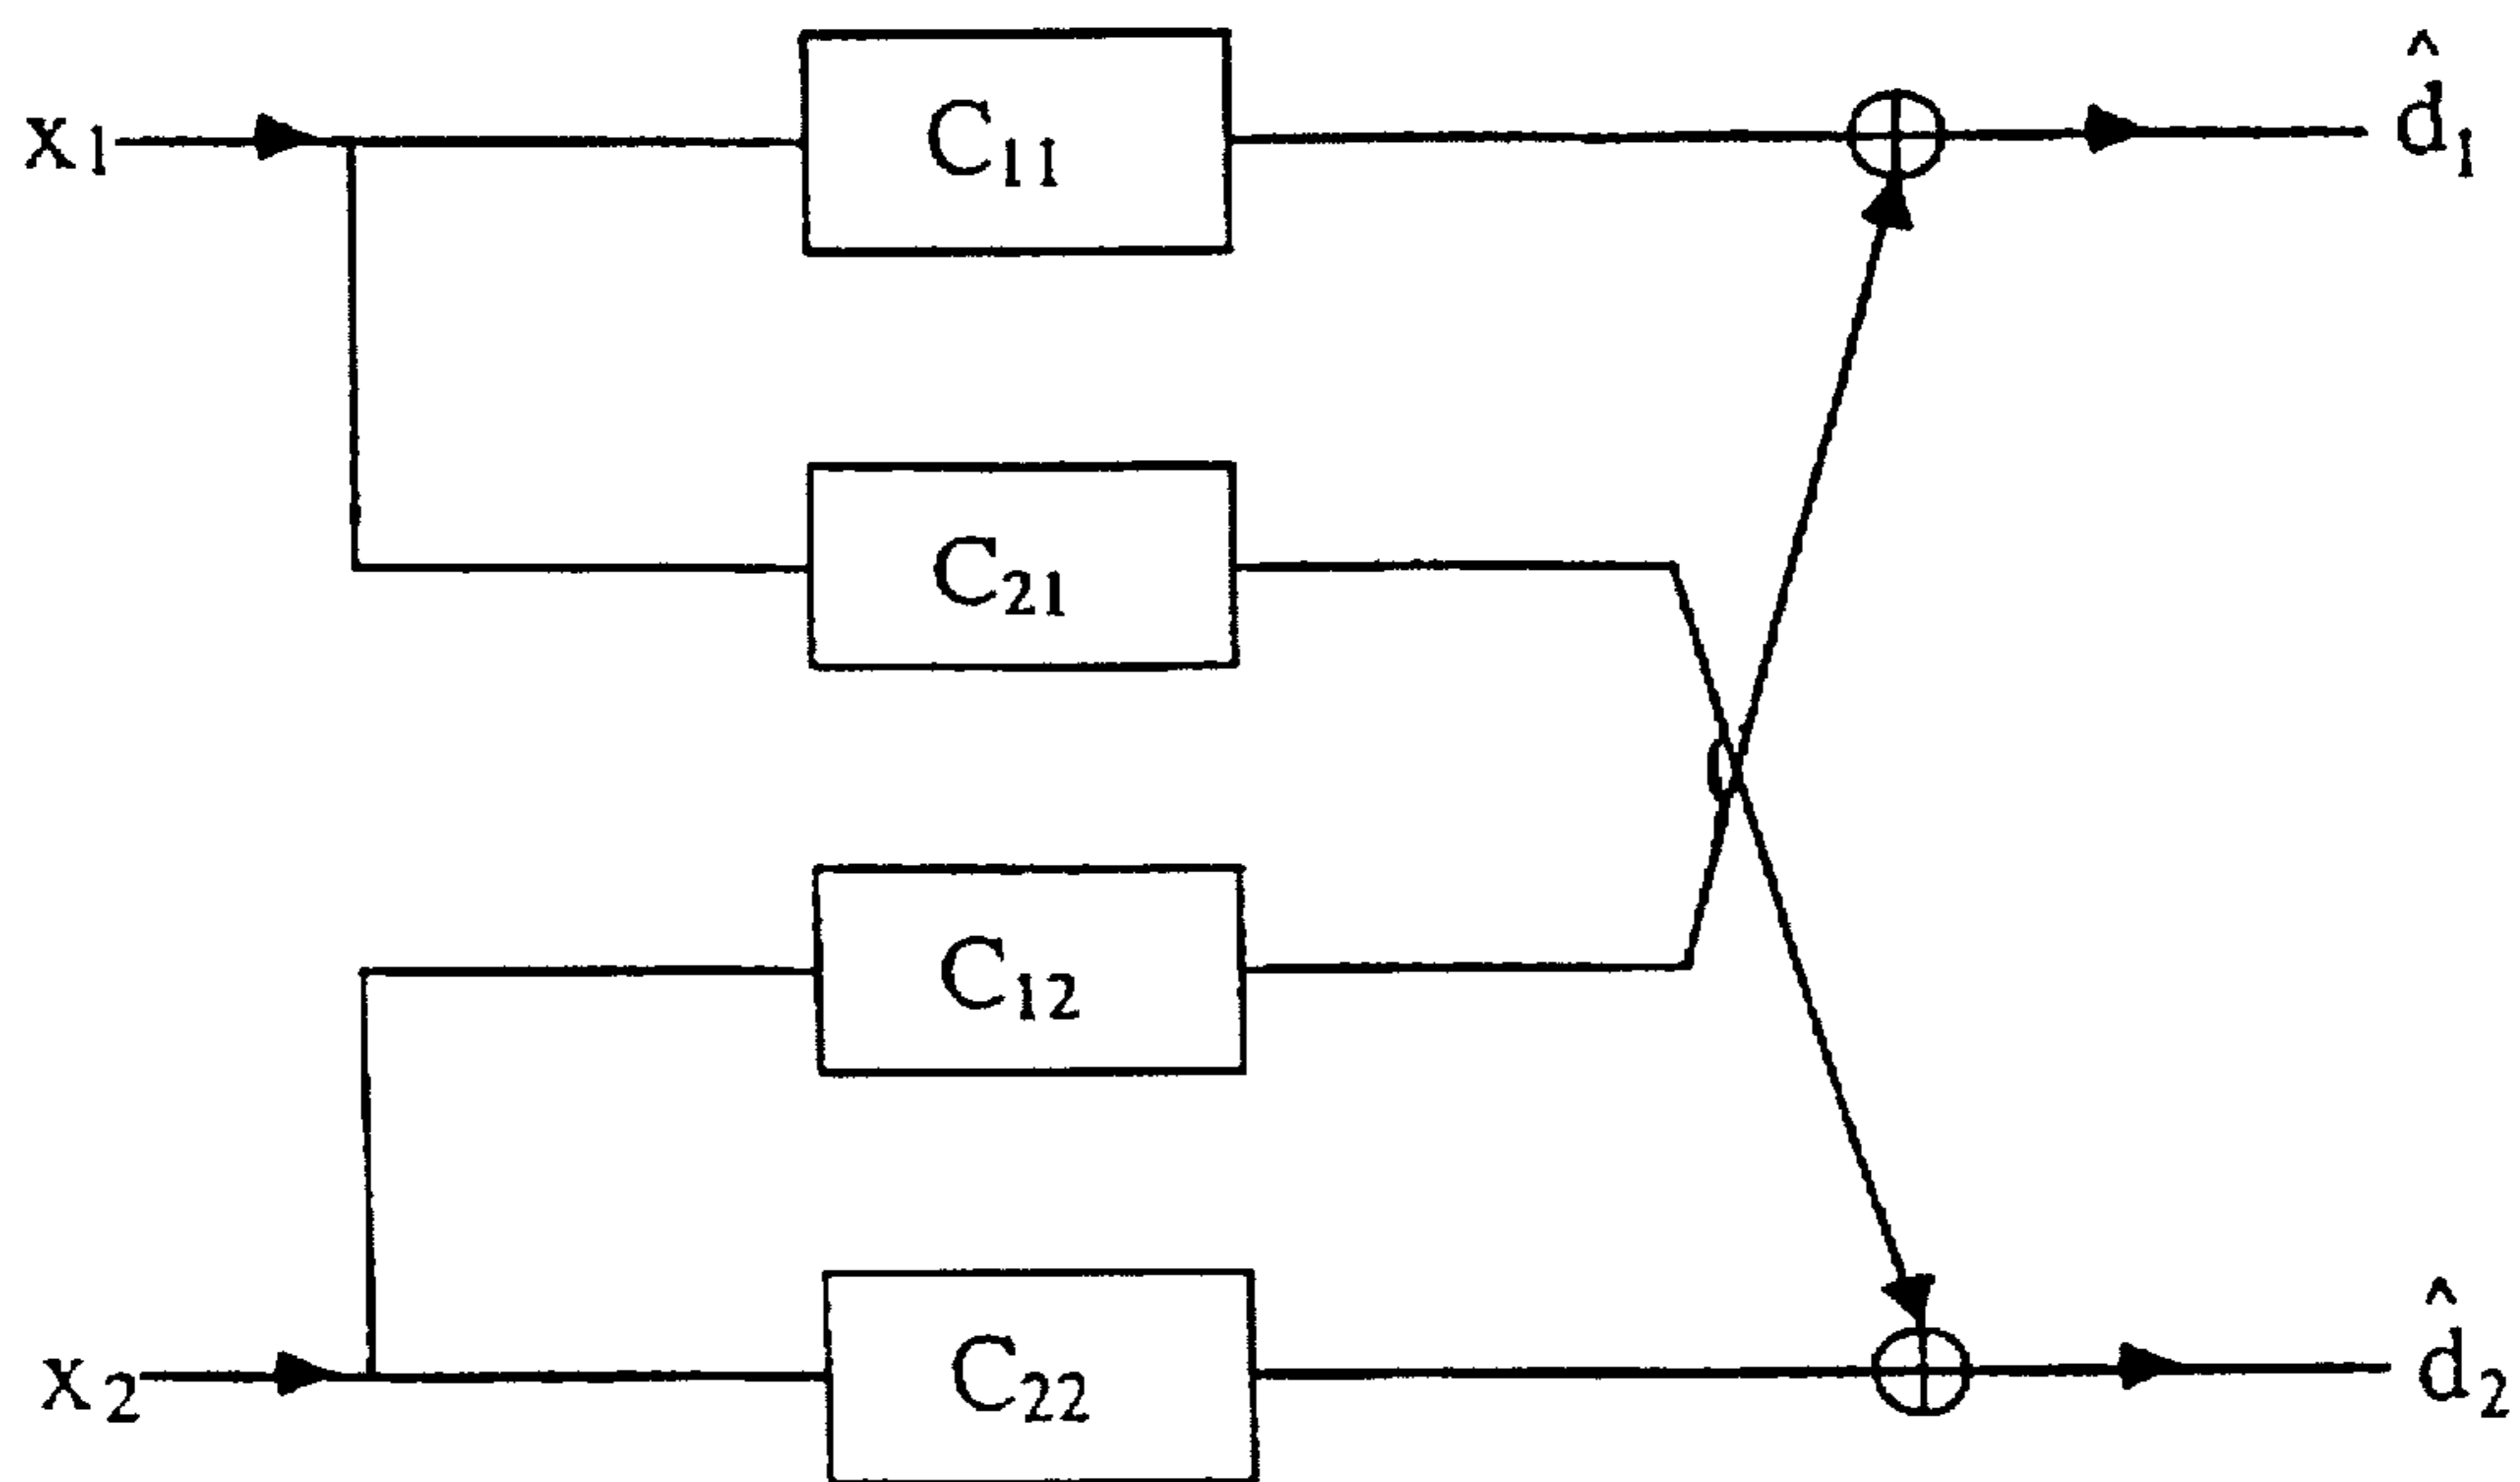 x₁
C₁₁
d̂₁
C₂₁
C₁₂
x₂
C₂₂
d̂₂